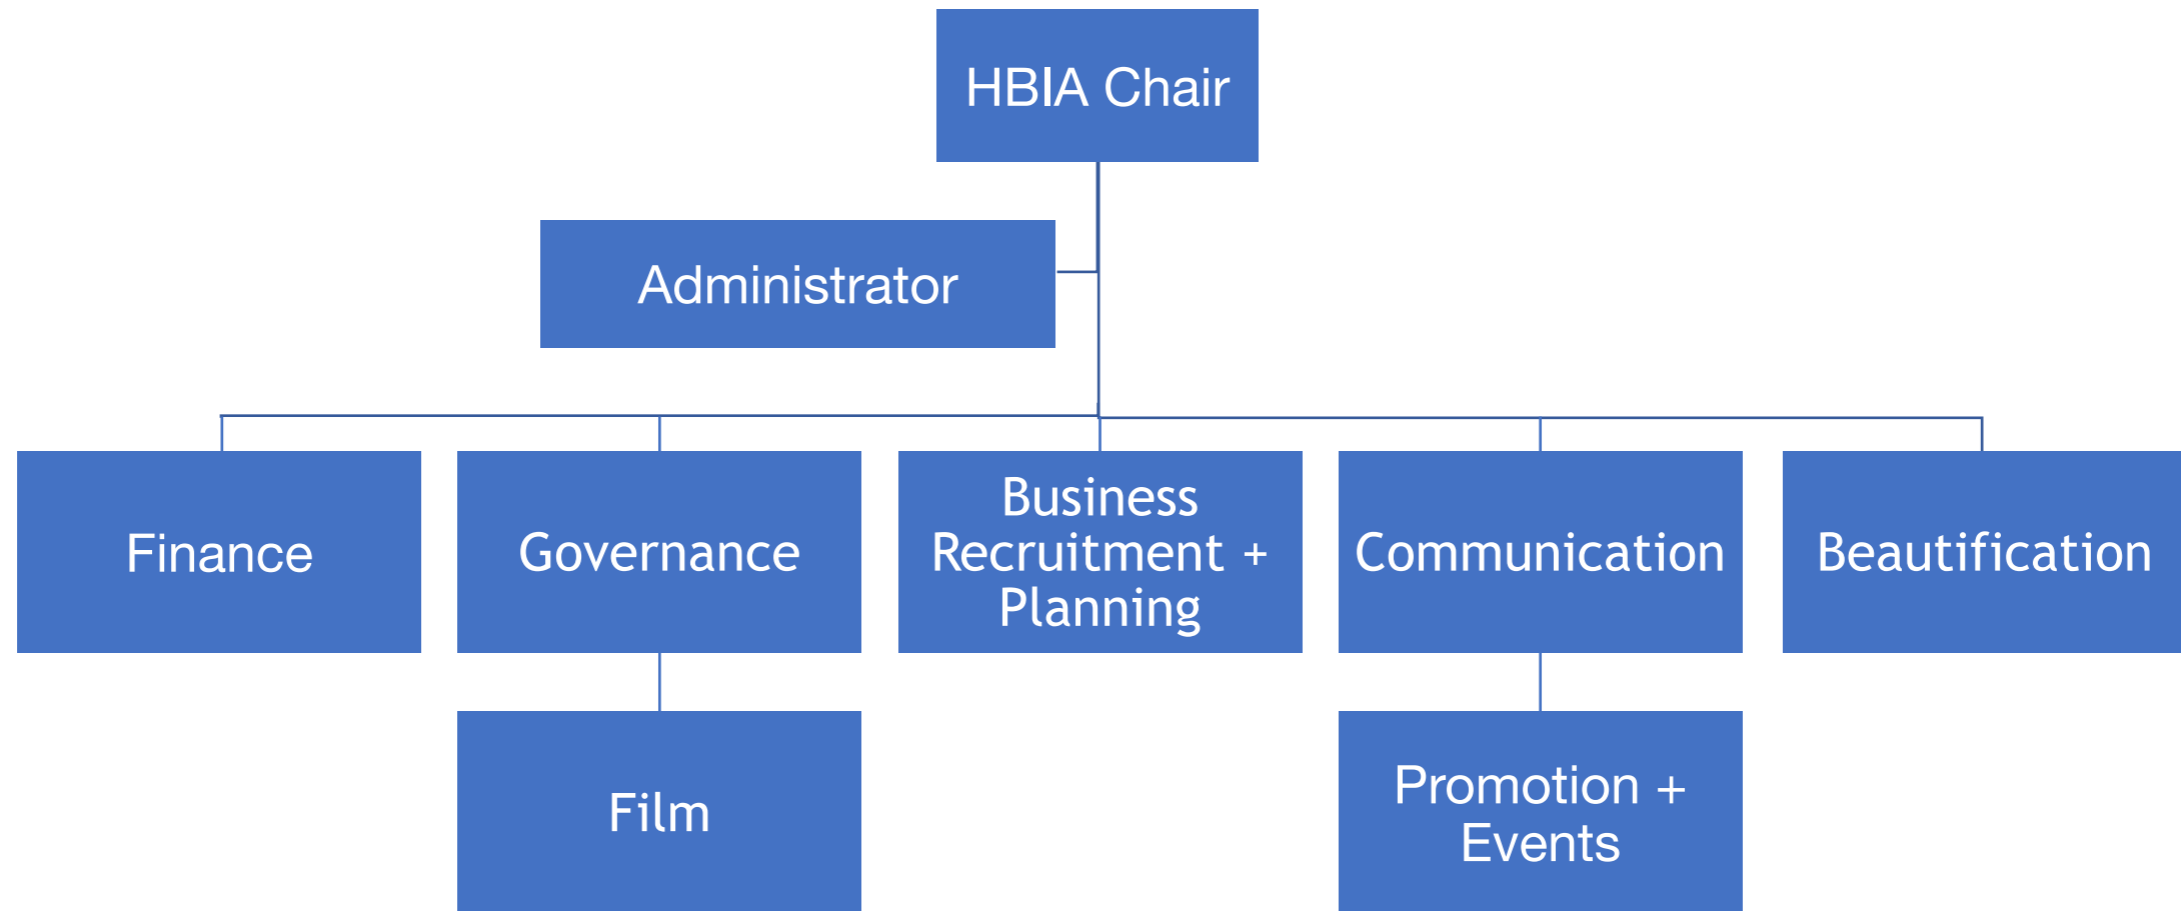 HBIA Chair
Administrator
Finance
Governance
Business
Recruitment +
Planning
Communication
Beautification
Film
Promotion +
Events